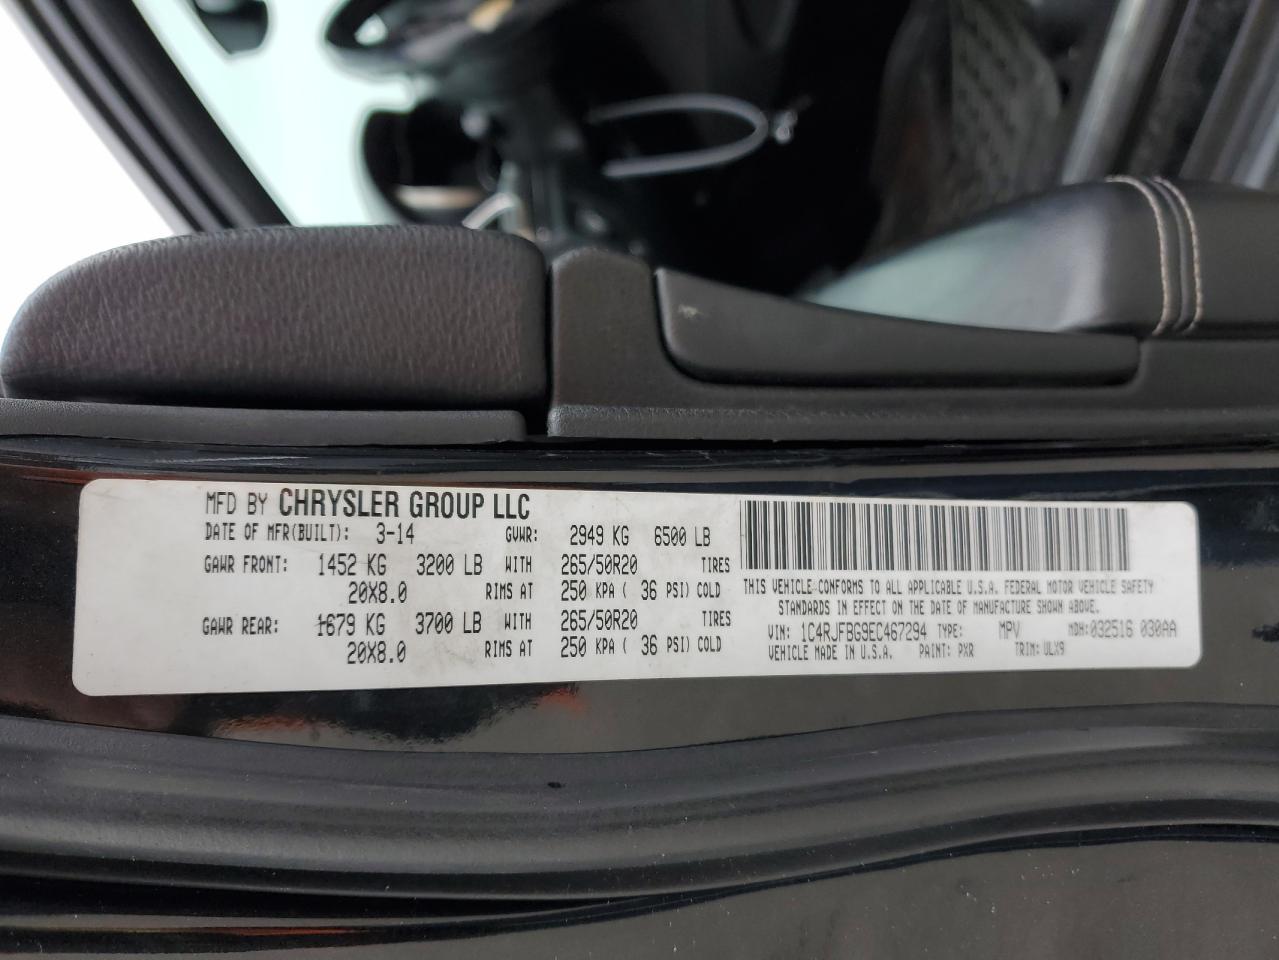 MFD BY CHRYSLER GROUP LLC
DATE OF MFR(BUILT): 3-14 GVWR: 2949 KG 6500 LB
GAWR FRONT: 1452 KG 3200 LB WITH 265/50R20 TIRES
20X8.0 RIMS AT 250 KPA ( 36 PSI) COLD
GAWR REAR: 1679 KG 3700 LB WITH 265/50R20 TIRES
20X8.0 RIMS AT 250 KPA ( 36 PSI) COLD
THIS VEHICLE CONFORMS TO ALL APPLICABLE U.S.A. FEDERAL MOTOR VEHICLE SAFETY
STANDARDS IN EFFECT ON THE DATE OF MANUFACTURE SHOWN ABOVE.
VIN: 1C4RJFBG9EC467294 TYPE: MPV MDH:032516 030AA
VEHICLE MADE IN U.S.A. PAINT: PXR TRIM: ULX9